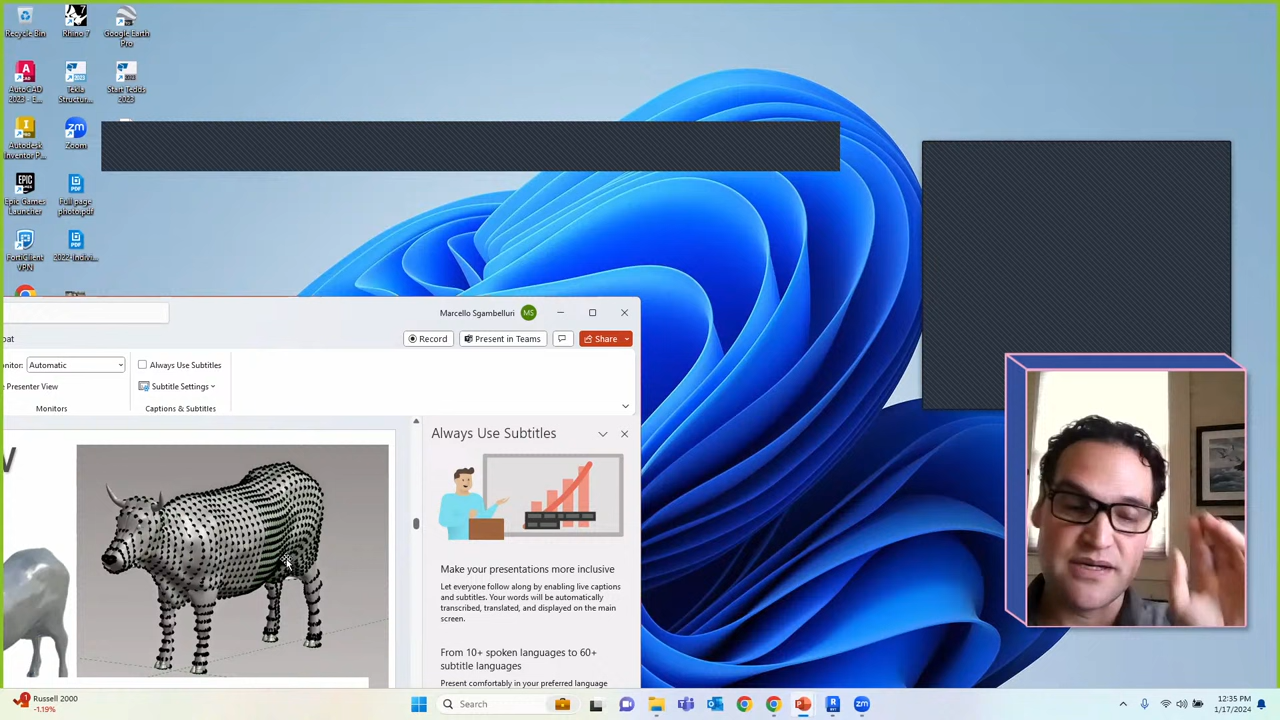 Recycle Bin
Rhino 7
Google Earth
Pro
AutoCAD
2023 - E...
Tekla
Structur...
Start Tedds
2023
Autodesk
Inventor P...
Zoom
Epic Games
Launcher
Full page
photo.pdf
FortiClient
VPN
2022-Indivi...
Marcello Sgambelluri
MS
pat
Record
Present in Teams
Share
nitor:
Automatic
Always Use Subtitles
e Presenter View
Subtitle Settings
Monitors
Captions & Subtitles
Always Use Subtitles
Make your presentations more inclusive
Let everyone follow along by enabling live captions
and subtitles. Your words will be automatically
transcribed, translated, and displayed on the main
screen.
From 10+ spoken languages to 60+
subtitle languages
Present comfortably in your preferred language
Russell 2000
-1.19%
Search
12:35 PM
1/17/2024